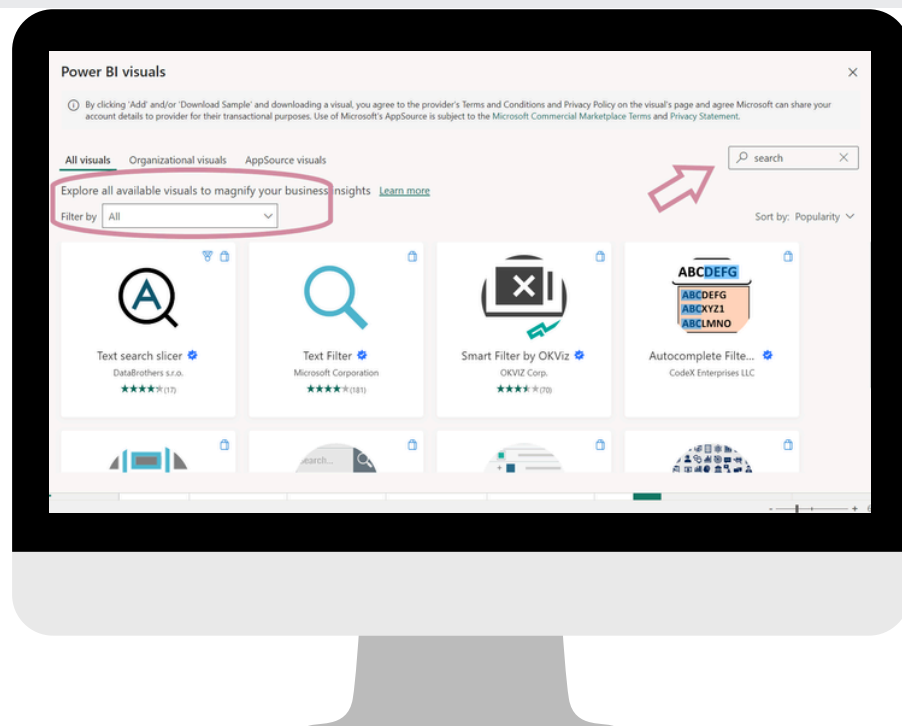 Power BI visuals
By clicking 'Add' and/or 'Download Sample' and downloading a visual, you agree to the provider's Terms and Conditions and Privacy Policy on the visual's page and agree Microsoft can share your
account details to provider for their transactional purposes. Use of Microsoft's AppSource is subject to the Microsoft Commercial Marketplace Terms and Privacy Statement.
All visuals Organizational visuals AppSource visuals
search
Explore all available visuals to magnify your business insights Learn more
Filter by All
Sort by: Popularity
A
ABCDEFG
ABCDEFG
ABCXYZ1
ABCLMNO
Text search slicer
DataBrothers s.r.o.
(17)
Text Filter
Microsoft Corporation
(181)
Smart Filter by OKViz
OKVIZ Corp.
(70)
Autocomplete Filte...
CodeX Enterprises LLC
earch...